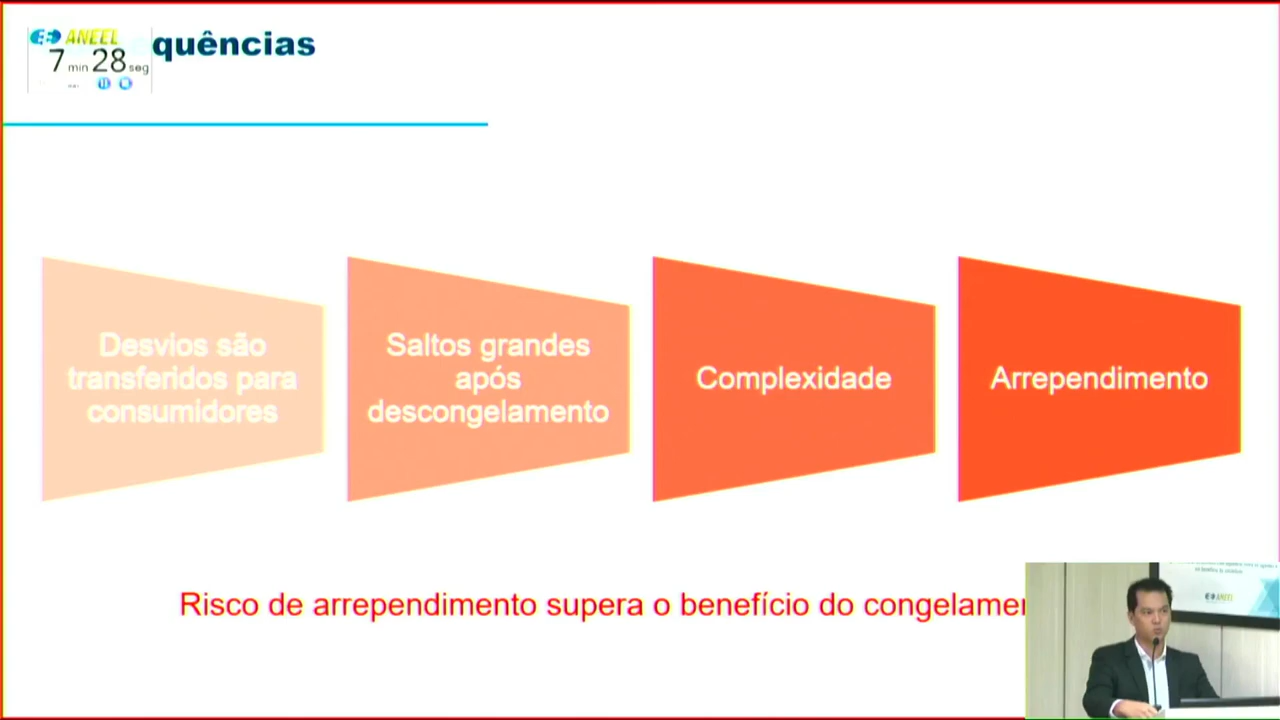 ANEEL
7 min 28 seg
quências
Desvios são
transferidos para
consumidores
Saltos grandes
após
descongelamento
Complexidade
Arrependimento
Risco de arrependimento supera o benefício do congelamen
ANEEL